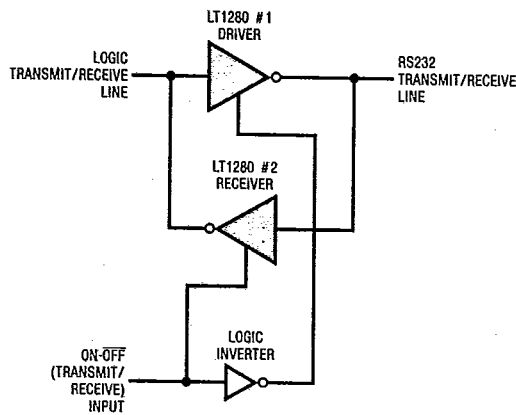 LT1280 #1
DRIVER
LOGIC
TRANSMIT/RECEIVE
LINE
RS232
TRANSMIT/RECEIVE
LINE
LT1280 #2
RECEIVER
LOGIC
INVERTER
ON-OFF
(TRANSMIT/
RECEIVE)
INPUT